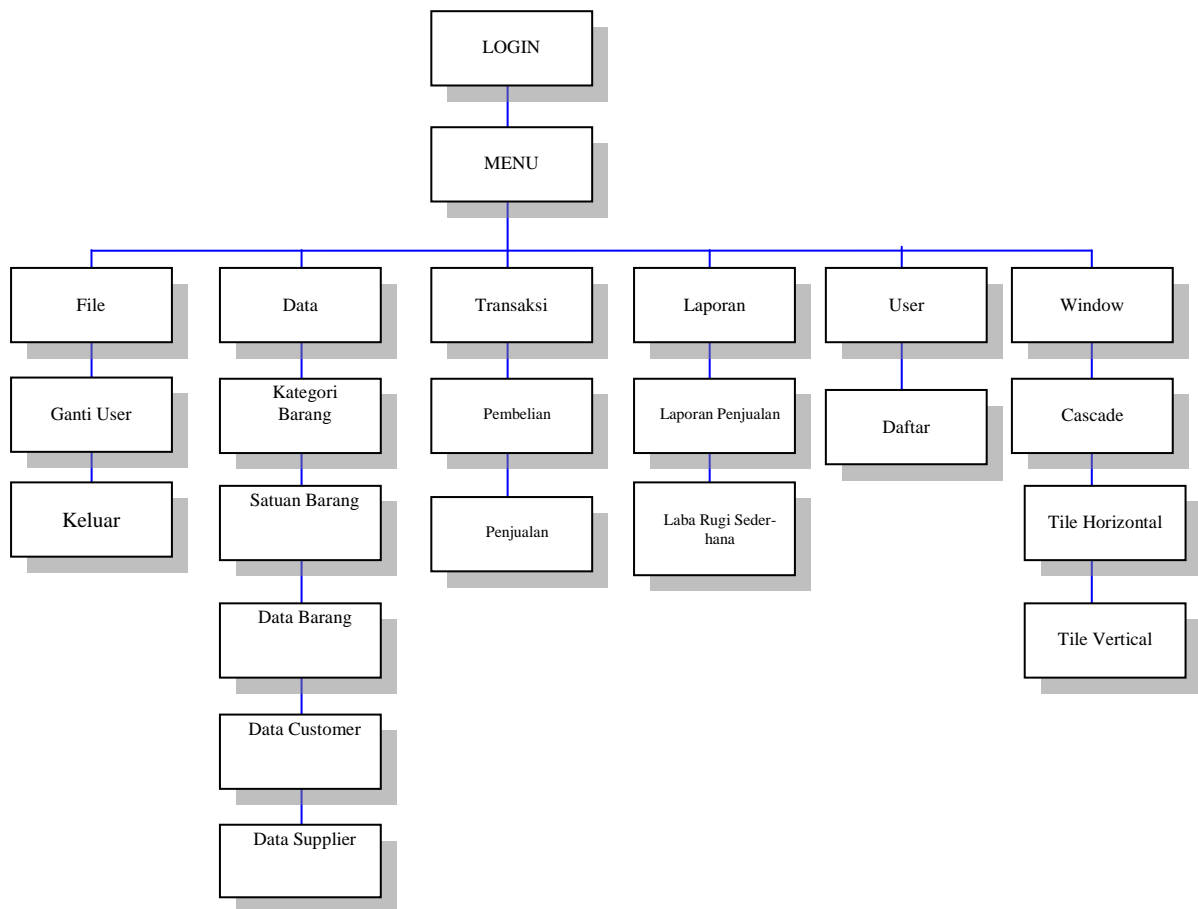 LOGIN
MENU
File
Data
Transaksi
Laporan
User
Window
Ganti User
Kategori
Barang
Pembelian
Laporan Penjualan
Daftar
Cascade
Keluar
Satuan Barang
Penjualan
Laba Rugi Seder-
hana
Tile Horizontal
Data Barang
Tile Vertical
Data Customer
Data Supplier